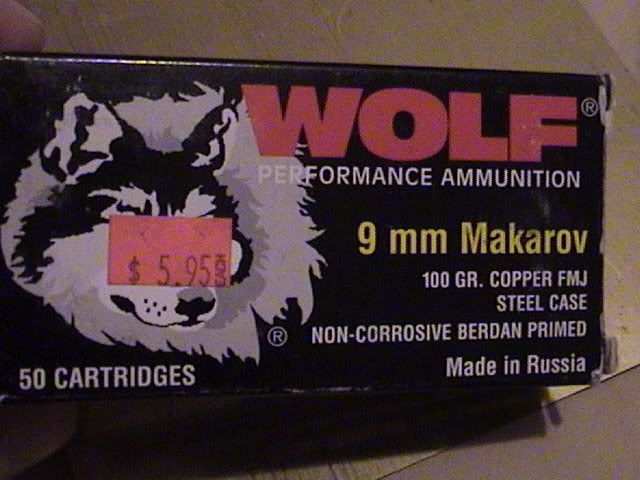 WOLF®
PERFORMANCE AMMUNITION
9 mm Makarov
$ 5.95
100 GR. COPPER FMJ
STEEL CASE
® NON-CORROSIVE BERDAN PRIMED
Made in Russia
50 CARTRIDGES